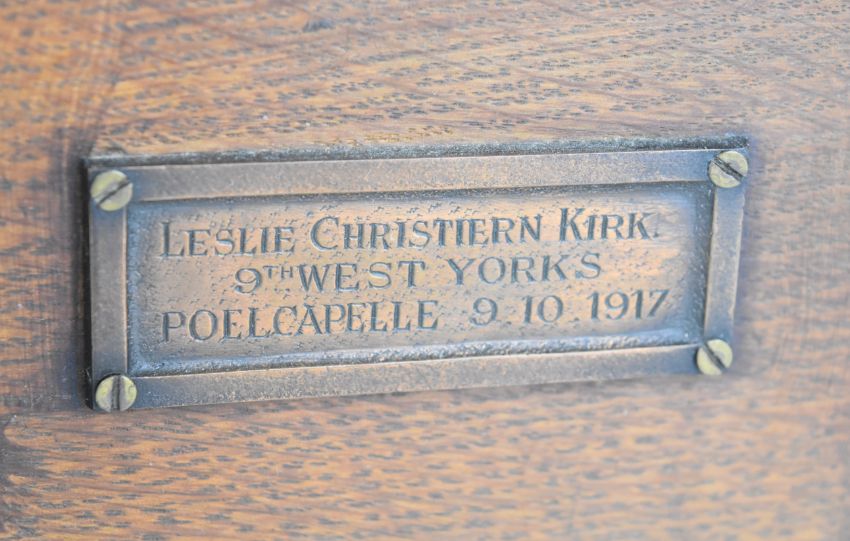 LESLIE CHRISTIERN KIRK.
9TH WEST YORKS
POELCAPELLE 9.10.1917